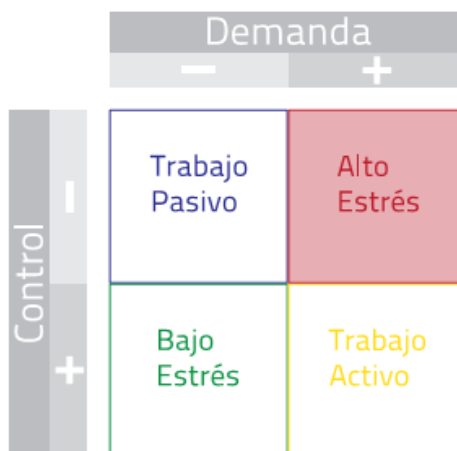 Demanda
− +
Control
−
+
Trabajo
Pasivo
Alto
Estrés
Bajo
Estrés
Trabajo
Activo